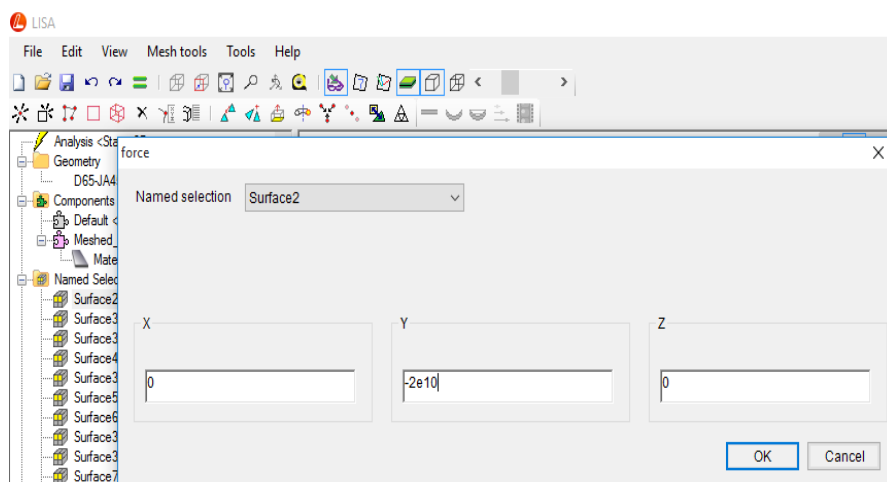 LISA
File Edit View Mesh tools Tools Help
Analysis <Sta
force
Geometry
D65-JA4
Named selection Surface2
Components
Default <
Meshed_
Mate
Named Selec
Surface2
Surface3
X Y Z
Surface3
Surface4
Surface3
0 -2e10 0
Surface5
Surface6
Surface3
Surface3
OK Cancel
Surface7